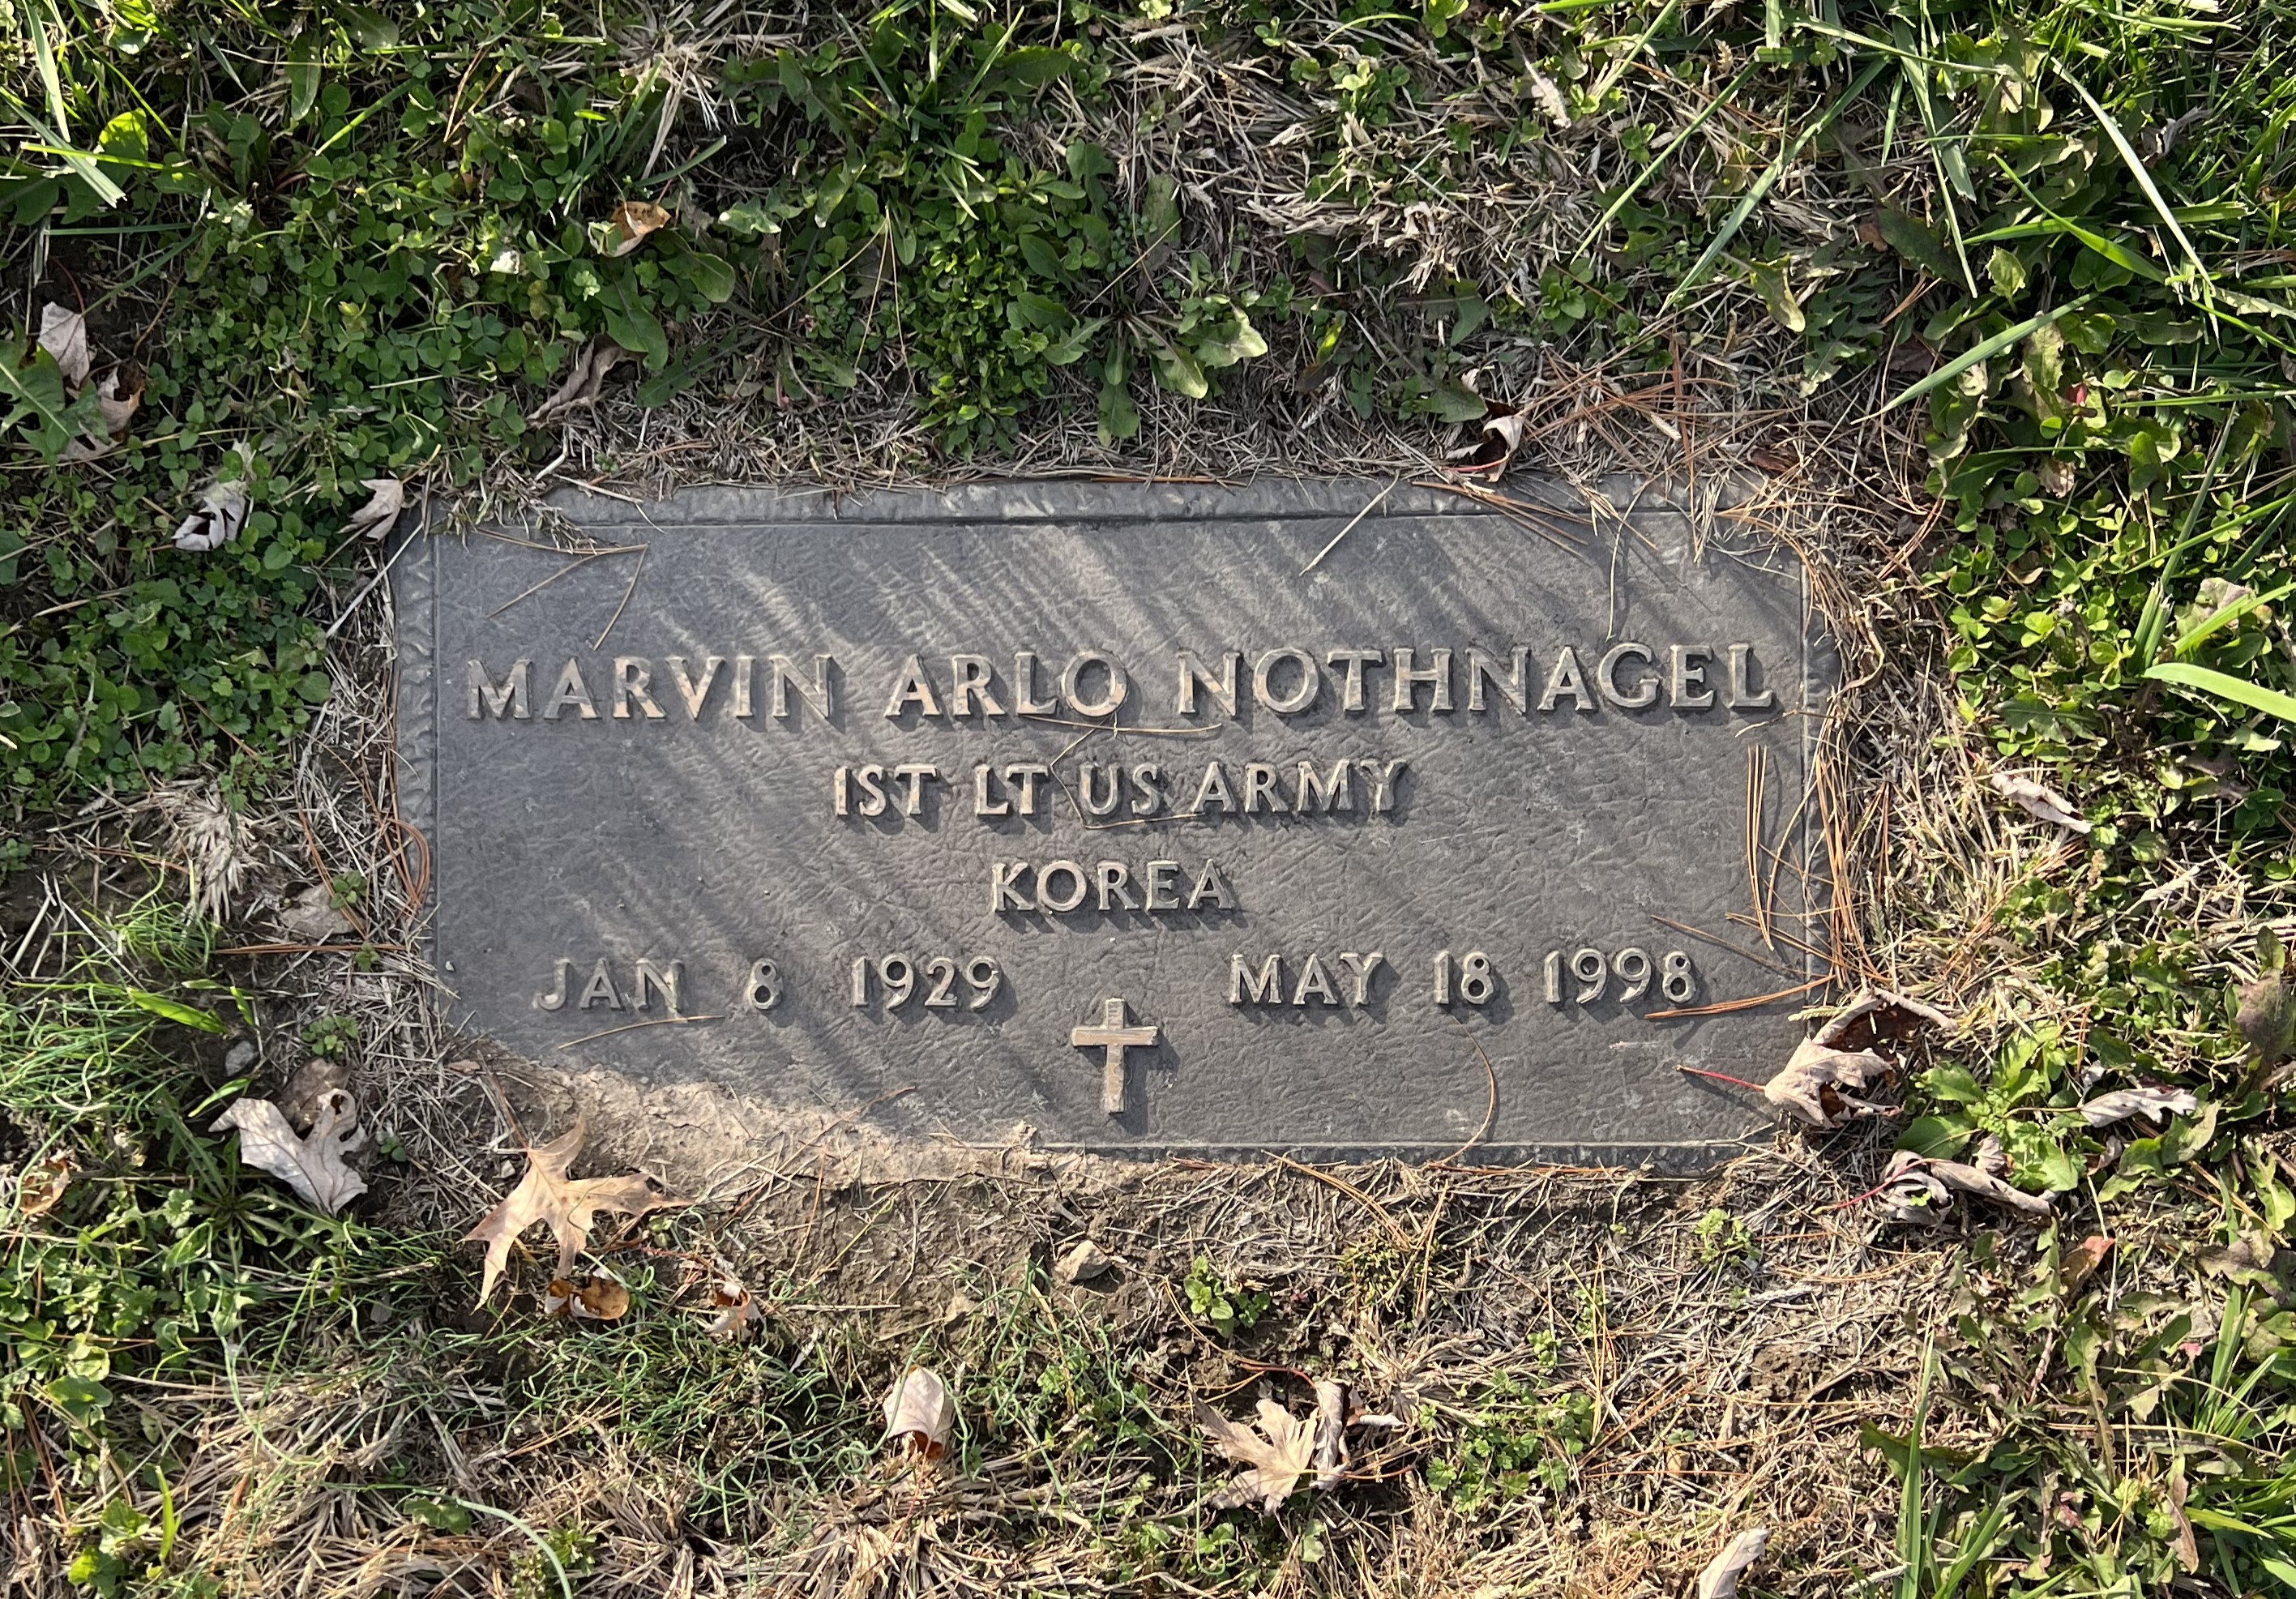 MARVIN ARLO NOTHNAGEL
1ST LT US ARMY
KOREA
JAN 8 1929 MAY 18 1998